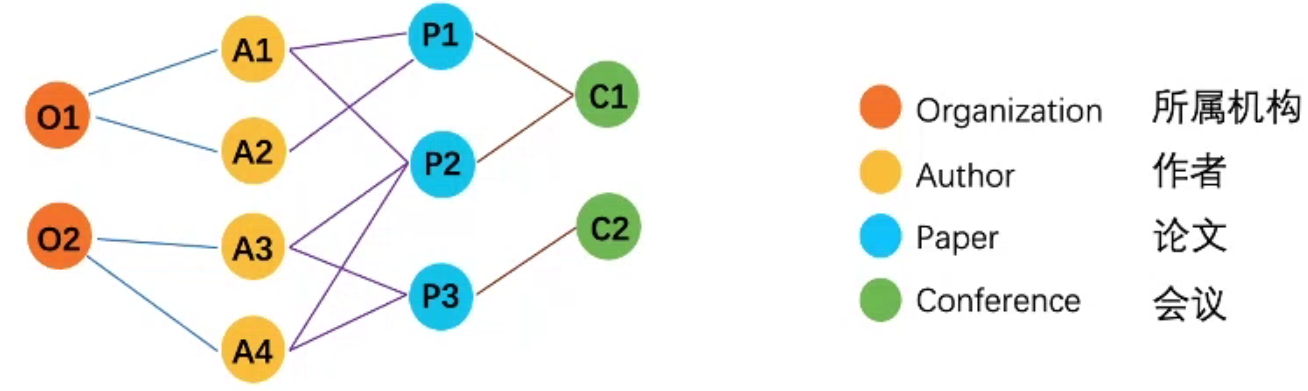 O1
O2
A1
A2
A3
A4
P1
P2
P3
C1
C2
Organization 所属机构
Author 作者
Paper 论文
Conference 会议